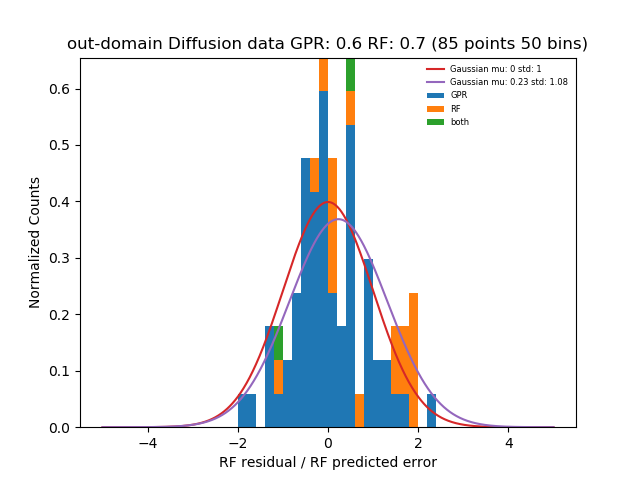 out-domain Diffusion data GPR: 0.6 RF: 0.7 (85 points 50 bins)
Gaussian mu: 0 std: 1
Gaussian mu: 0.23 std: 1.08
GPR
RF
both
Normalized Counts
0.6
0.5
0.4
0.3
0.2
0.1
0.0
−4
−2
0
2
4
RF residual / RF predicted error